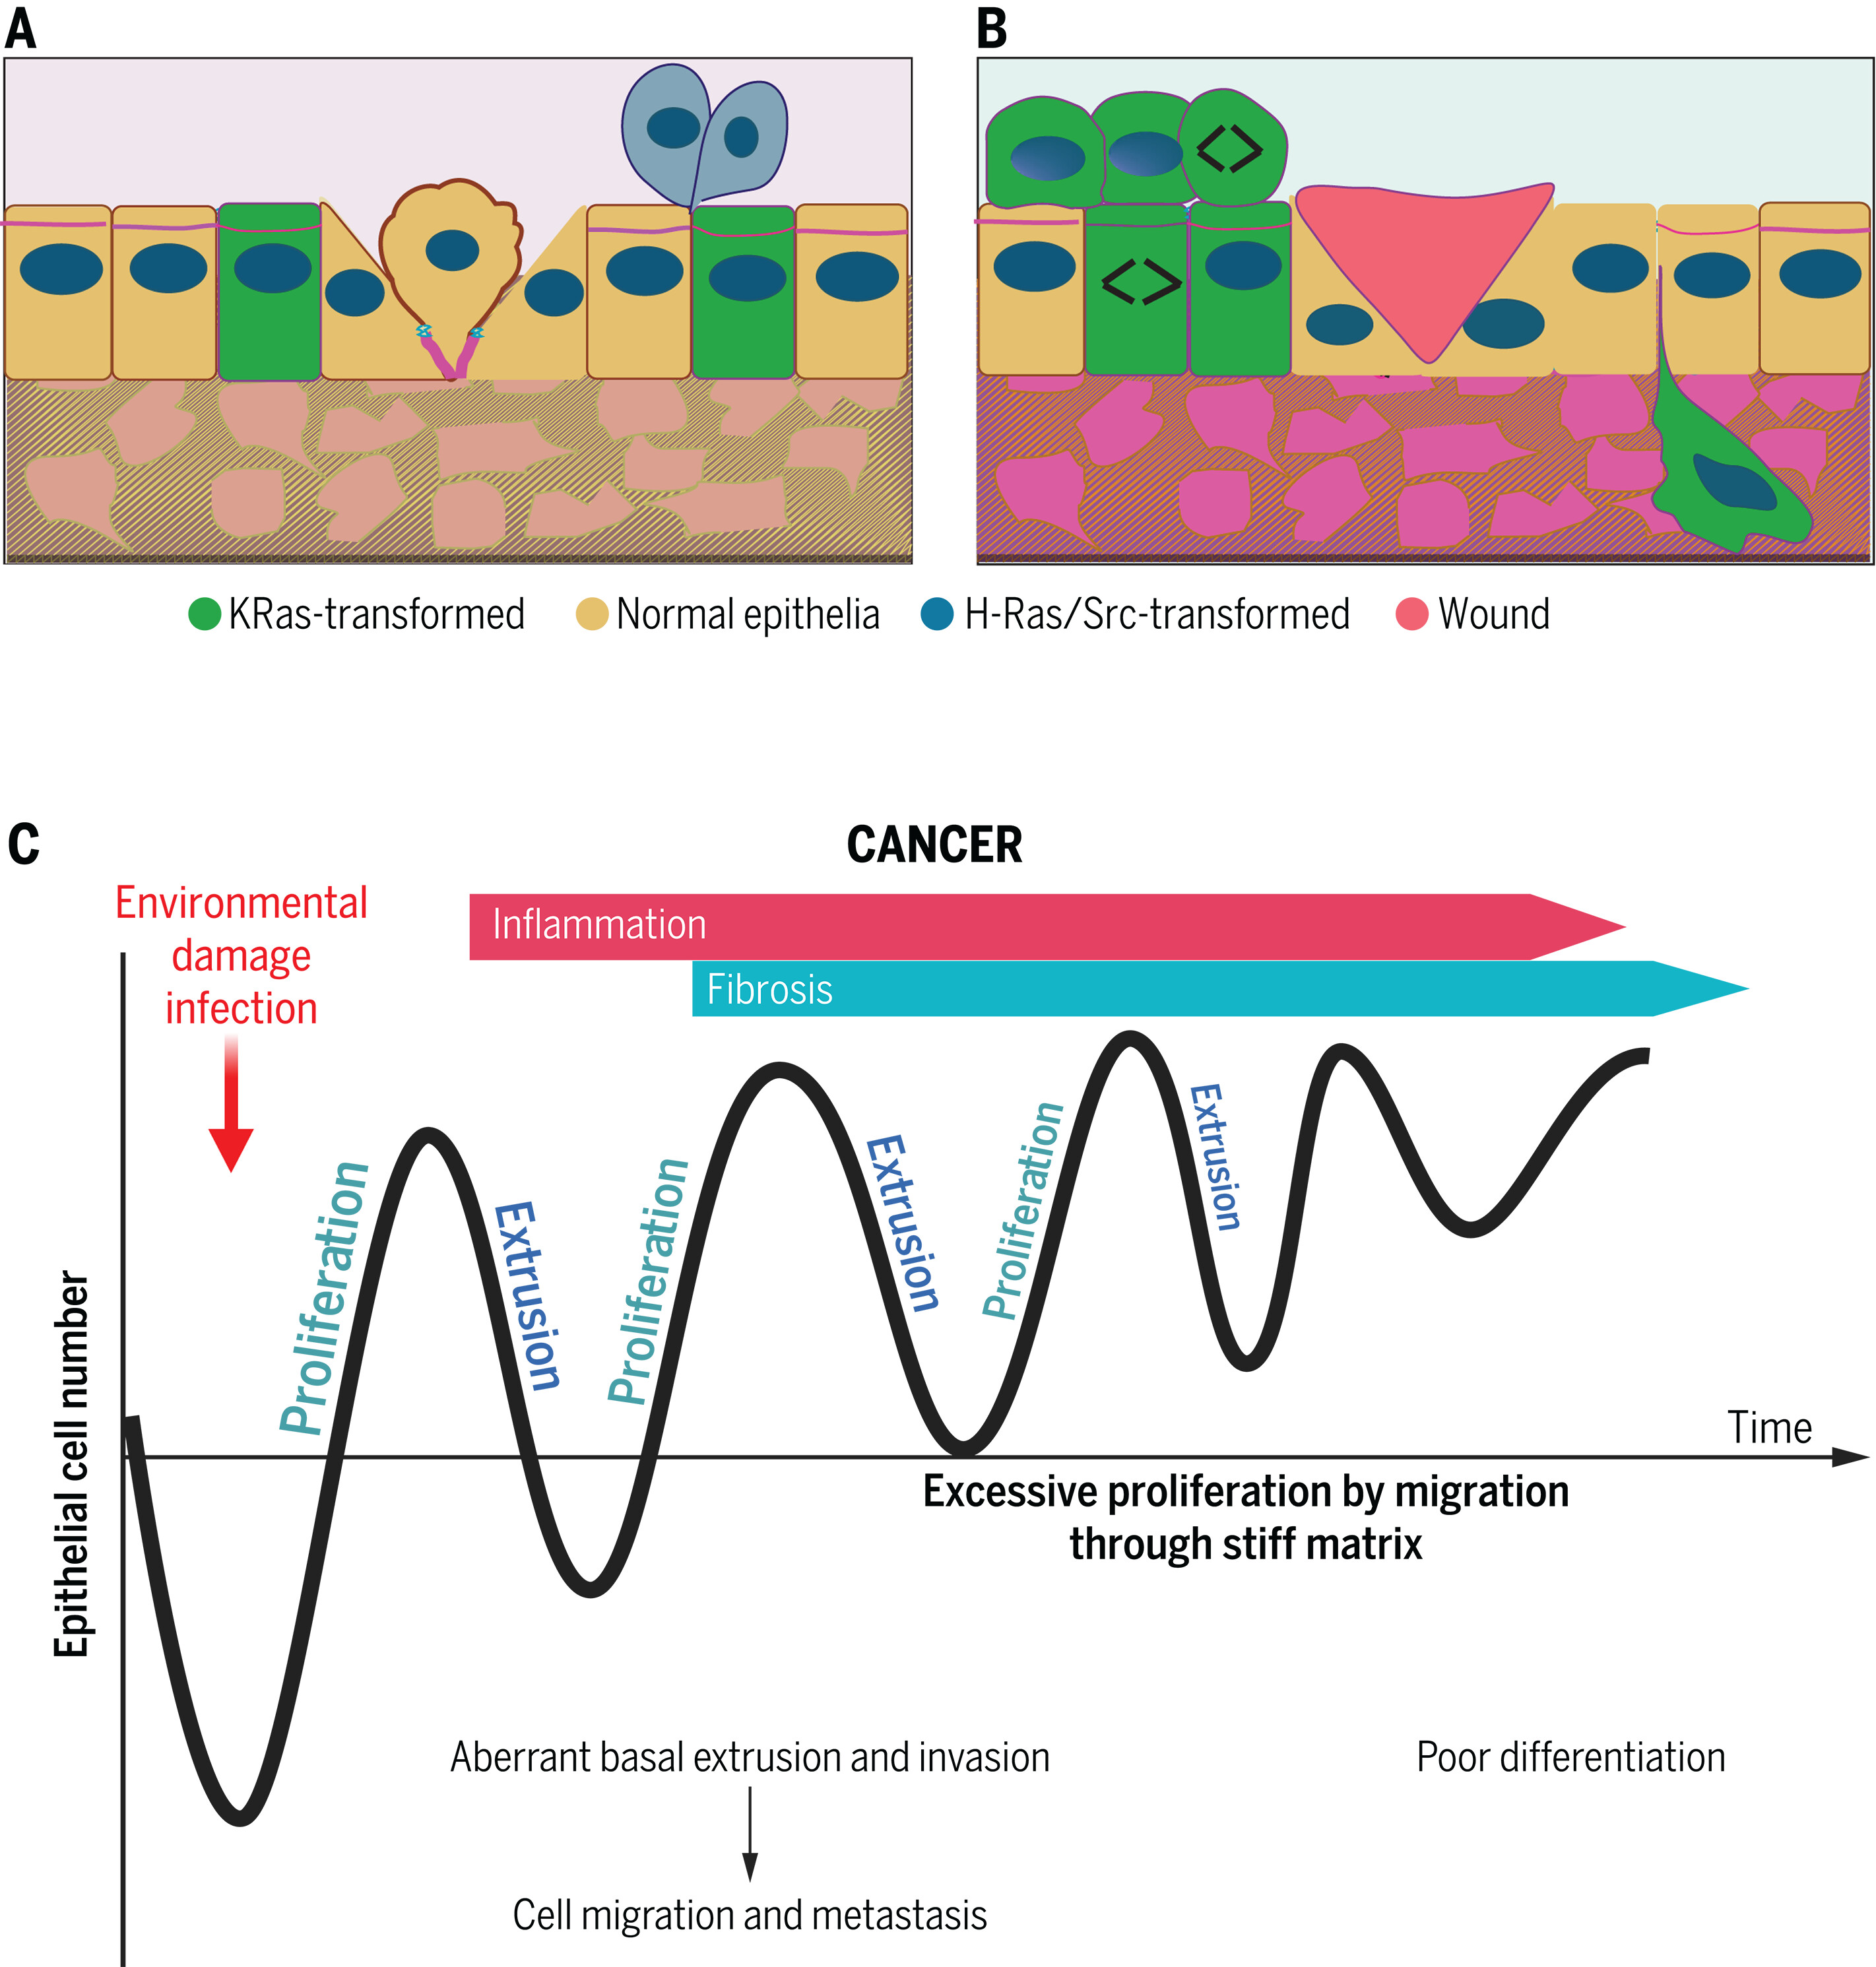 A
B
KRas-transformed
Normal epithelia
H-Ras/Src-transformed
Wound
C
CANCER
Environmental
damage
infection
Inflammation
Fibrosis
Proliferation
Extrusion
Proliferation
Extrusion
Proliferation
Extrusion
Epithelial cell number
Time
Excessive proliferation by migration
through stiff matrix
Aberrant basal extrusion and invasion
Poor differentiation
Cell migration and metastasis